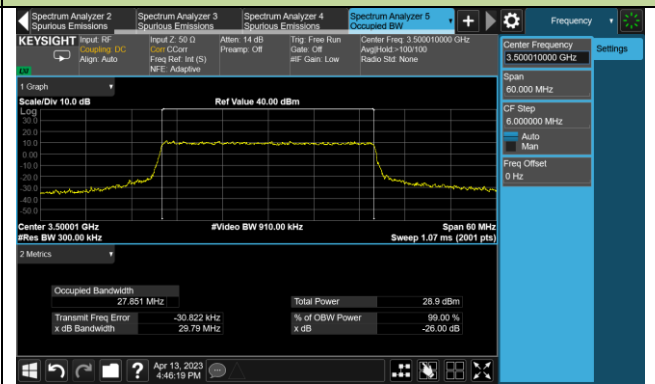 Spectrum Analyzer 2
Spurious Emissions
Spectrum Analyzer 3
Spurious Emissions
Spectrum Analyzer 4
Spurious Emissions
Spectrum Analyzer 5
Occupied BW
Frequency
KEYSIGHT
Input: RF
Coupling: DC
Align: Auto
Input Z: 50 Ω
Corr CCorr
Freq Ref: Int (S)
NFE: Adaptive
Atten: 14 dB
Preamp: Off
Trig: Free Run
Gate: Off
#IF Gain: Low
Center Freq: 3.500010000 GHz
Avg|Hold:>100/100
Radio Std: None
Center Frequency
3.500010000 GHz
Settings
Span
60.000 MHz
CF Step
6.000000 MHz
Auto
Man
Freq Offset
0 Hz
1 Graph
Scale/Div 10.0 dB
Ref Value 40.00 dBm
Log
30.0
20.0
10.0
0.00
-10.0
-20.0
-30.0
-40.0
-50.0
Center 3.50001 GHz
#Video BW 910.00 kHz
Span 60 MHz
#Res BW 300.00 kHz
Sweep 1.07 ms (2001 pts)
2 Metrics
Occupied Bandwidth
27.851 MHz
Total Power
28.9 dBm
Transmit Freq Error
-30.822 kHz
% of OBW Power
99.00 %
x dB Bandwidth
29.79 MHz
x dB
-26.00 dB
Apr 13, 2023
4:46:19 PM